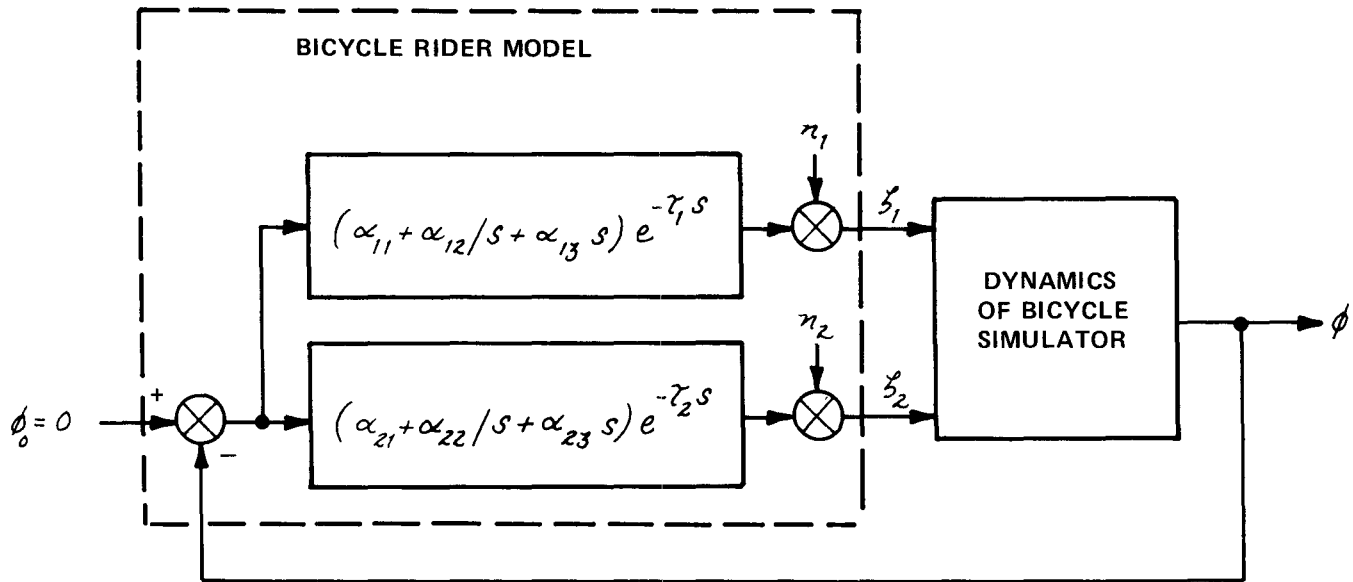 BICYCLE RIDER MODEL
n₁
(α₁₁ + α₁₂/s + α₁₃ s) e^{-τ₁ s}
ζ₁
DYNAMICS
OF BICYCLE
SIMULATOR
ϕ
n₂
+
ϕ₀ = 0
−
(α₂₁ + α₂₂/s + α₂₃ s) e^{-τ₂ s}
ζ₂